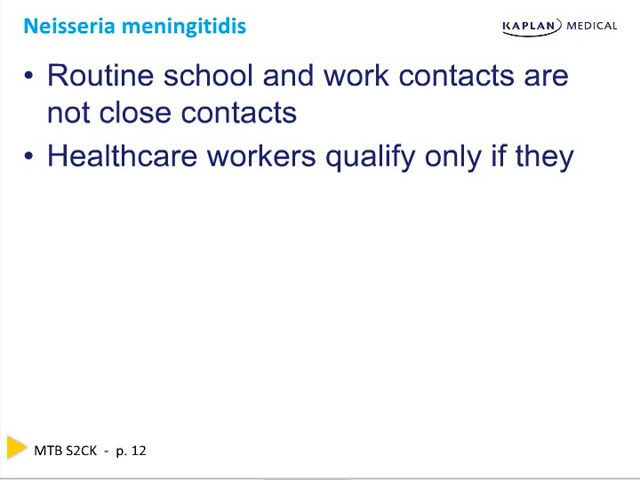 Neisseria meningitidis
KAPLAN MEDICAL
• Routine school and work contacts are
not close contacts
• Healthcare workers qualify only if they
MTB S2CK - p. 12